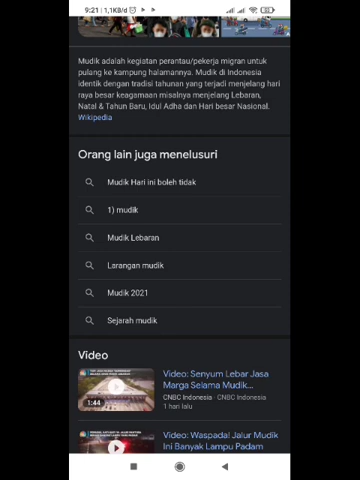 9:21 | 1,1KB/d
Mudik adalah kegiatan perantau/pekerja migran untuk
pulang ke kampung halamannya. Mudik di Indonesia
identik dengan tradisi tahunan yang terjadi menjelang hari
raya besar keagamaan misalnya menjelang Lebaran,
Natal & Tahun Baru, Idul Adha dan Hari besar Nasional.
Wikipedia
Orang lain juga menelusuri
Mudik Hari ini boleh tidak
1) mudik
Mudik Lebaran
Larangan mudik
Mudik 2021
Sejarah mudik
Video
Video: Senyum Lebar Jasa
Marga Selama Mudik...
CNBC Indonesia · CNBC Indonesia
1 hari lalu
1:44
Video: Waspada! Jalur Mudik
Ini Banyak Lampu Padam